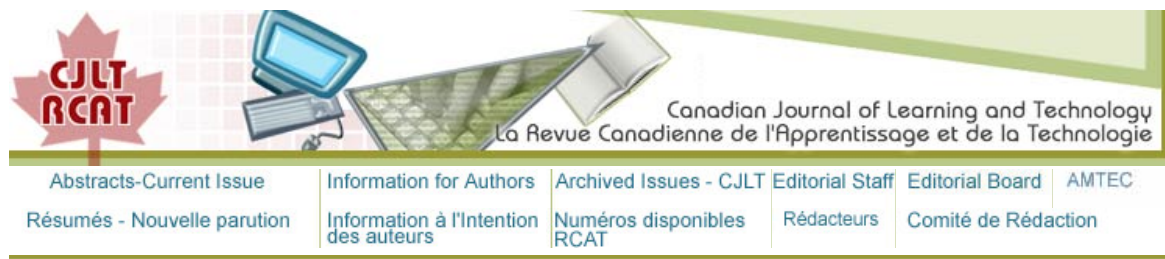 CJLT
RCAT
Canadian Journal of Learning and Technology
La Revue Canadienne de l'Apprentissage et de la Technologie
Abstracts-Current Issue
Information for Authors
Archived Issues - CJLT
Editorial Staff
Editorial Board
AMTEC
Résumés - Nouvelle parution
Information à l'Intention
des auteurs
Numéros disponibles
RCAT
Rédacteurs
Comité de Rédaction